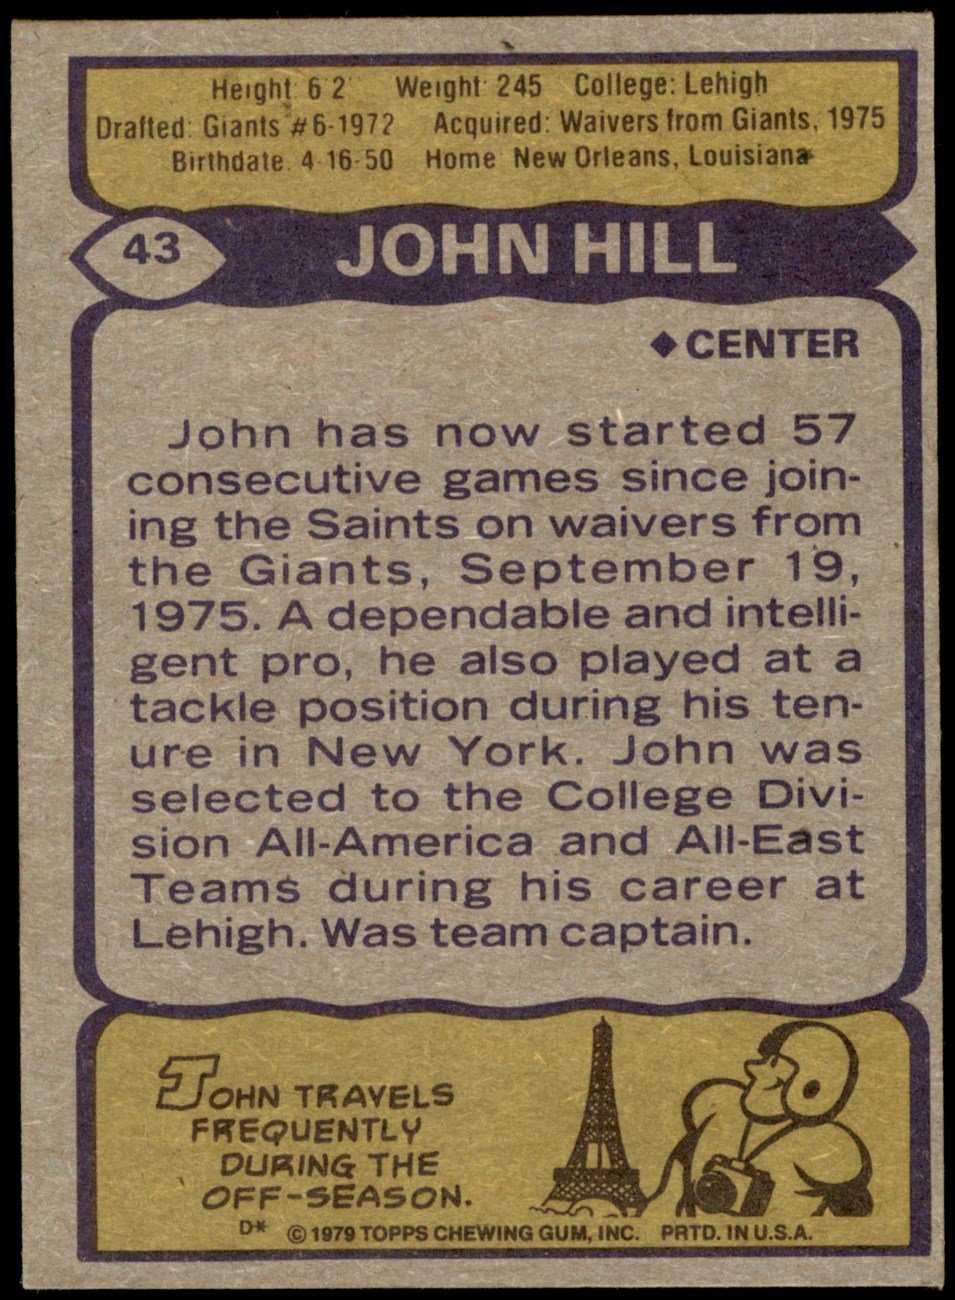 Height: 6 2 Weight: 245 College: Lehigh
Drafted: Giants #6-1972 Acquired: Waivers from Giants, 1975
Birthdate: 4-16-50 Home New Orleans, Louisiana
43 JOHN HILL
◆CENTER
John has now started 57
consecutive games since join-
ing the Saints on waivers from
the Giants, September 19,
1975. A dependable and intelli-
gent pro, he also played at a
tackle position during his ten-
ure in New York. John was
selected to the College Divi-
sion All-America and All-East
Teams during his career at
Lehigh. Was team captain.
JOHN TRAVELS
FREQUENTLY
DURING THE
OFF-SEASON.
D* ©1979 TOPPS CHEWING GUM, INC. PRTD. IN U.S.A.